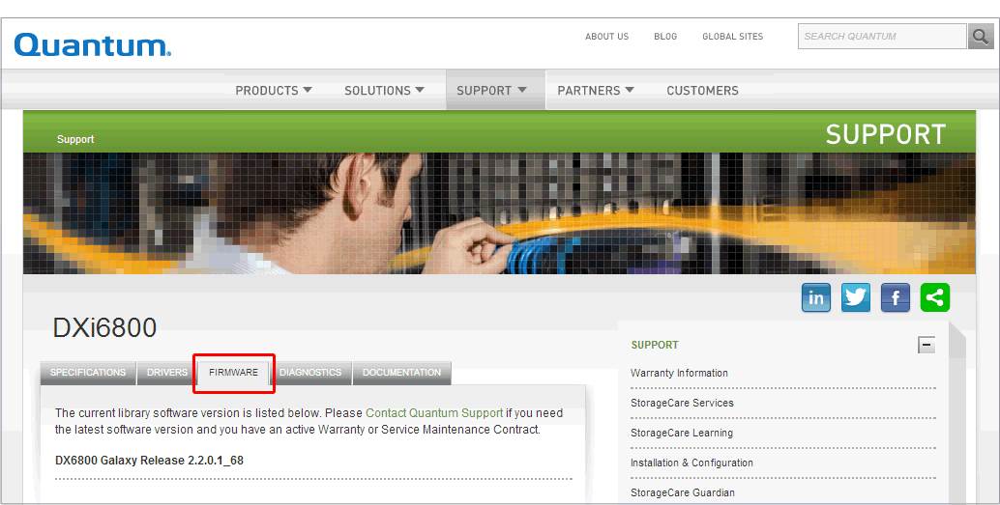 Quantum.
ABOUT US BLOG GLOBAL SITES SEARCH QUANTUM
PRODUCTS SOLUTIONS SUPPORT PARTNERS CUSTOMERS
Support
SUPPORT
in f
DXi6800
SPECIFICATIONS DRIVERS FIRMWARE DIAGNOSTICS DOCUMENTATION
The current library software version is listed below. Please Contact Quantum Support if you need
the latest software version and you have an active Warranty or Service Maintenance Contract.
DX6800 Galaxy Release 2.2.0.1_68
SUPPORT
Warranty Information
StorageCare Services
StorageCare Learning
Installation & Configuration
StorageCare Guardian